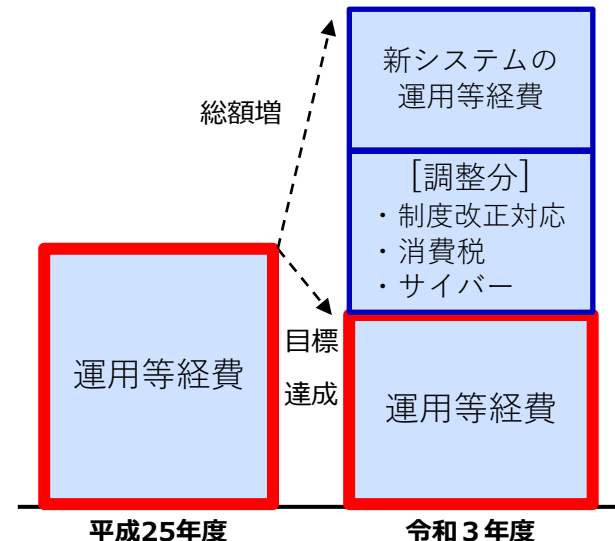 新システムの
運用等経費
総額増
［調整分］
・制度改正対応
・消費税
・サイバー
目標
達成
運用等経費
運用等経費
平成25年度
令和３年度